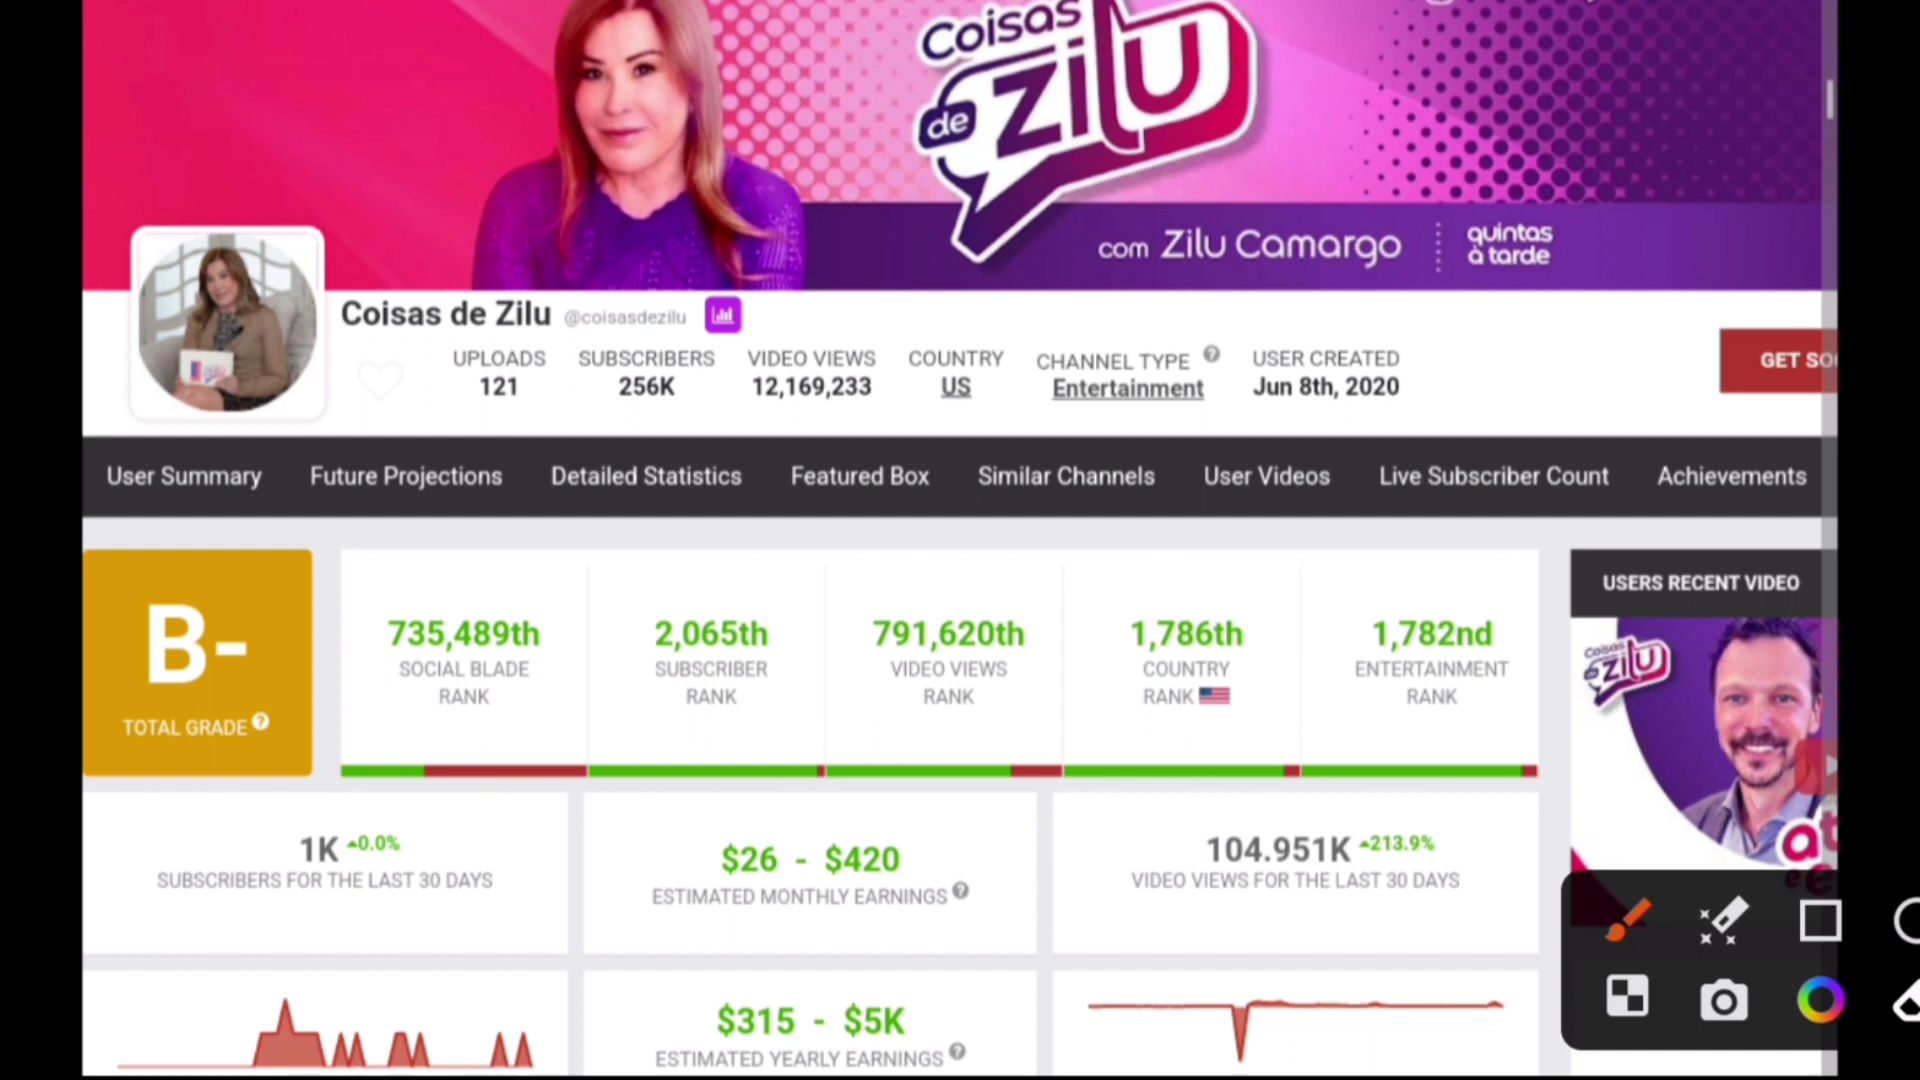 Coisas
de zilu
com Zilu Camargo
quintas
à tarde
Coisas de Zilu @coisasdezilu
UPLOADS
121
SUBSCRIBERS
256K
VIDEO VIEWS
12,169,233
COUNTRY
US
CHANNEL TYPE ?
Entertainment
USER CREATED
Jun 8th, 2020
GET SO
User Summary Future Projections Detailed Statistics Featured Box Similar Channels User Videos Live Subscriber Count Achievements
B-
TOTAL GRADE ?
735,489th
SOCIAL BLADE
RANK
2,065th
SUBSCRIBER
RANK
791,620th
VIDEO VIEWS
RANK
1,786th
COUNTRY
RANK
1,782nd
ENTERTAINMENT
RANK
USERS RECENT VIDEO
Coisas
de zilu
1K 0.0%
SUBSCRIBERS FOR THE LAST 30 DAYS
$26 - $420
ESTIMATED MONTHLY EARNINGS ?
104.951K 213.9%
VIDEO VIEWS FOR THE LAST 30 DAYS
$315 - $5K
ESTIMATED YEARLY EARNINGS ?